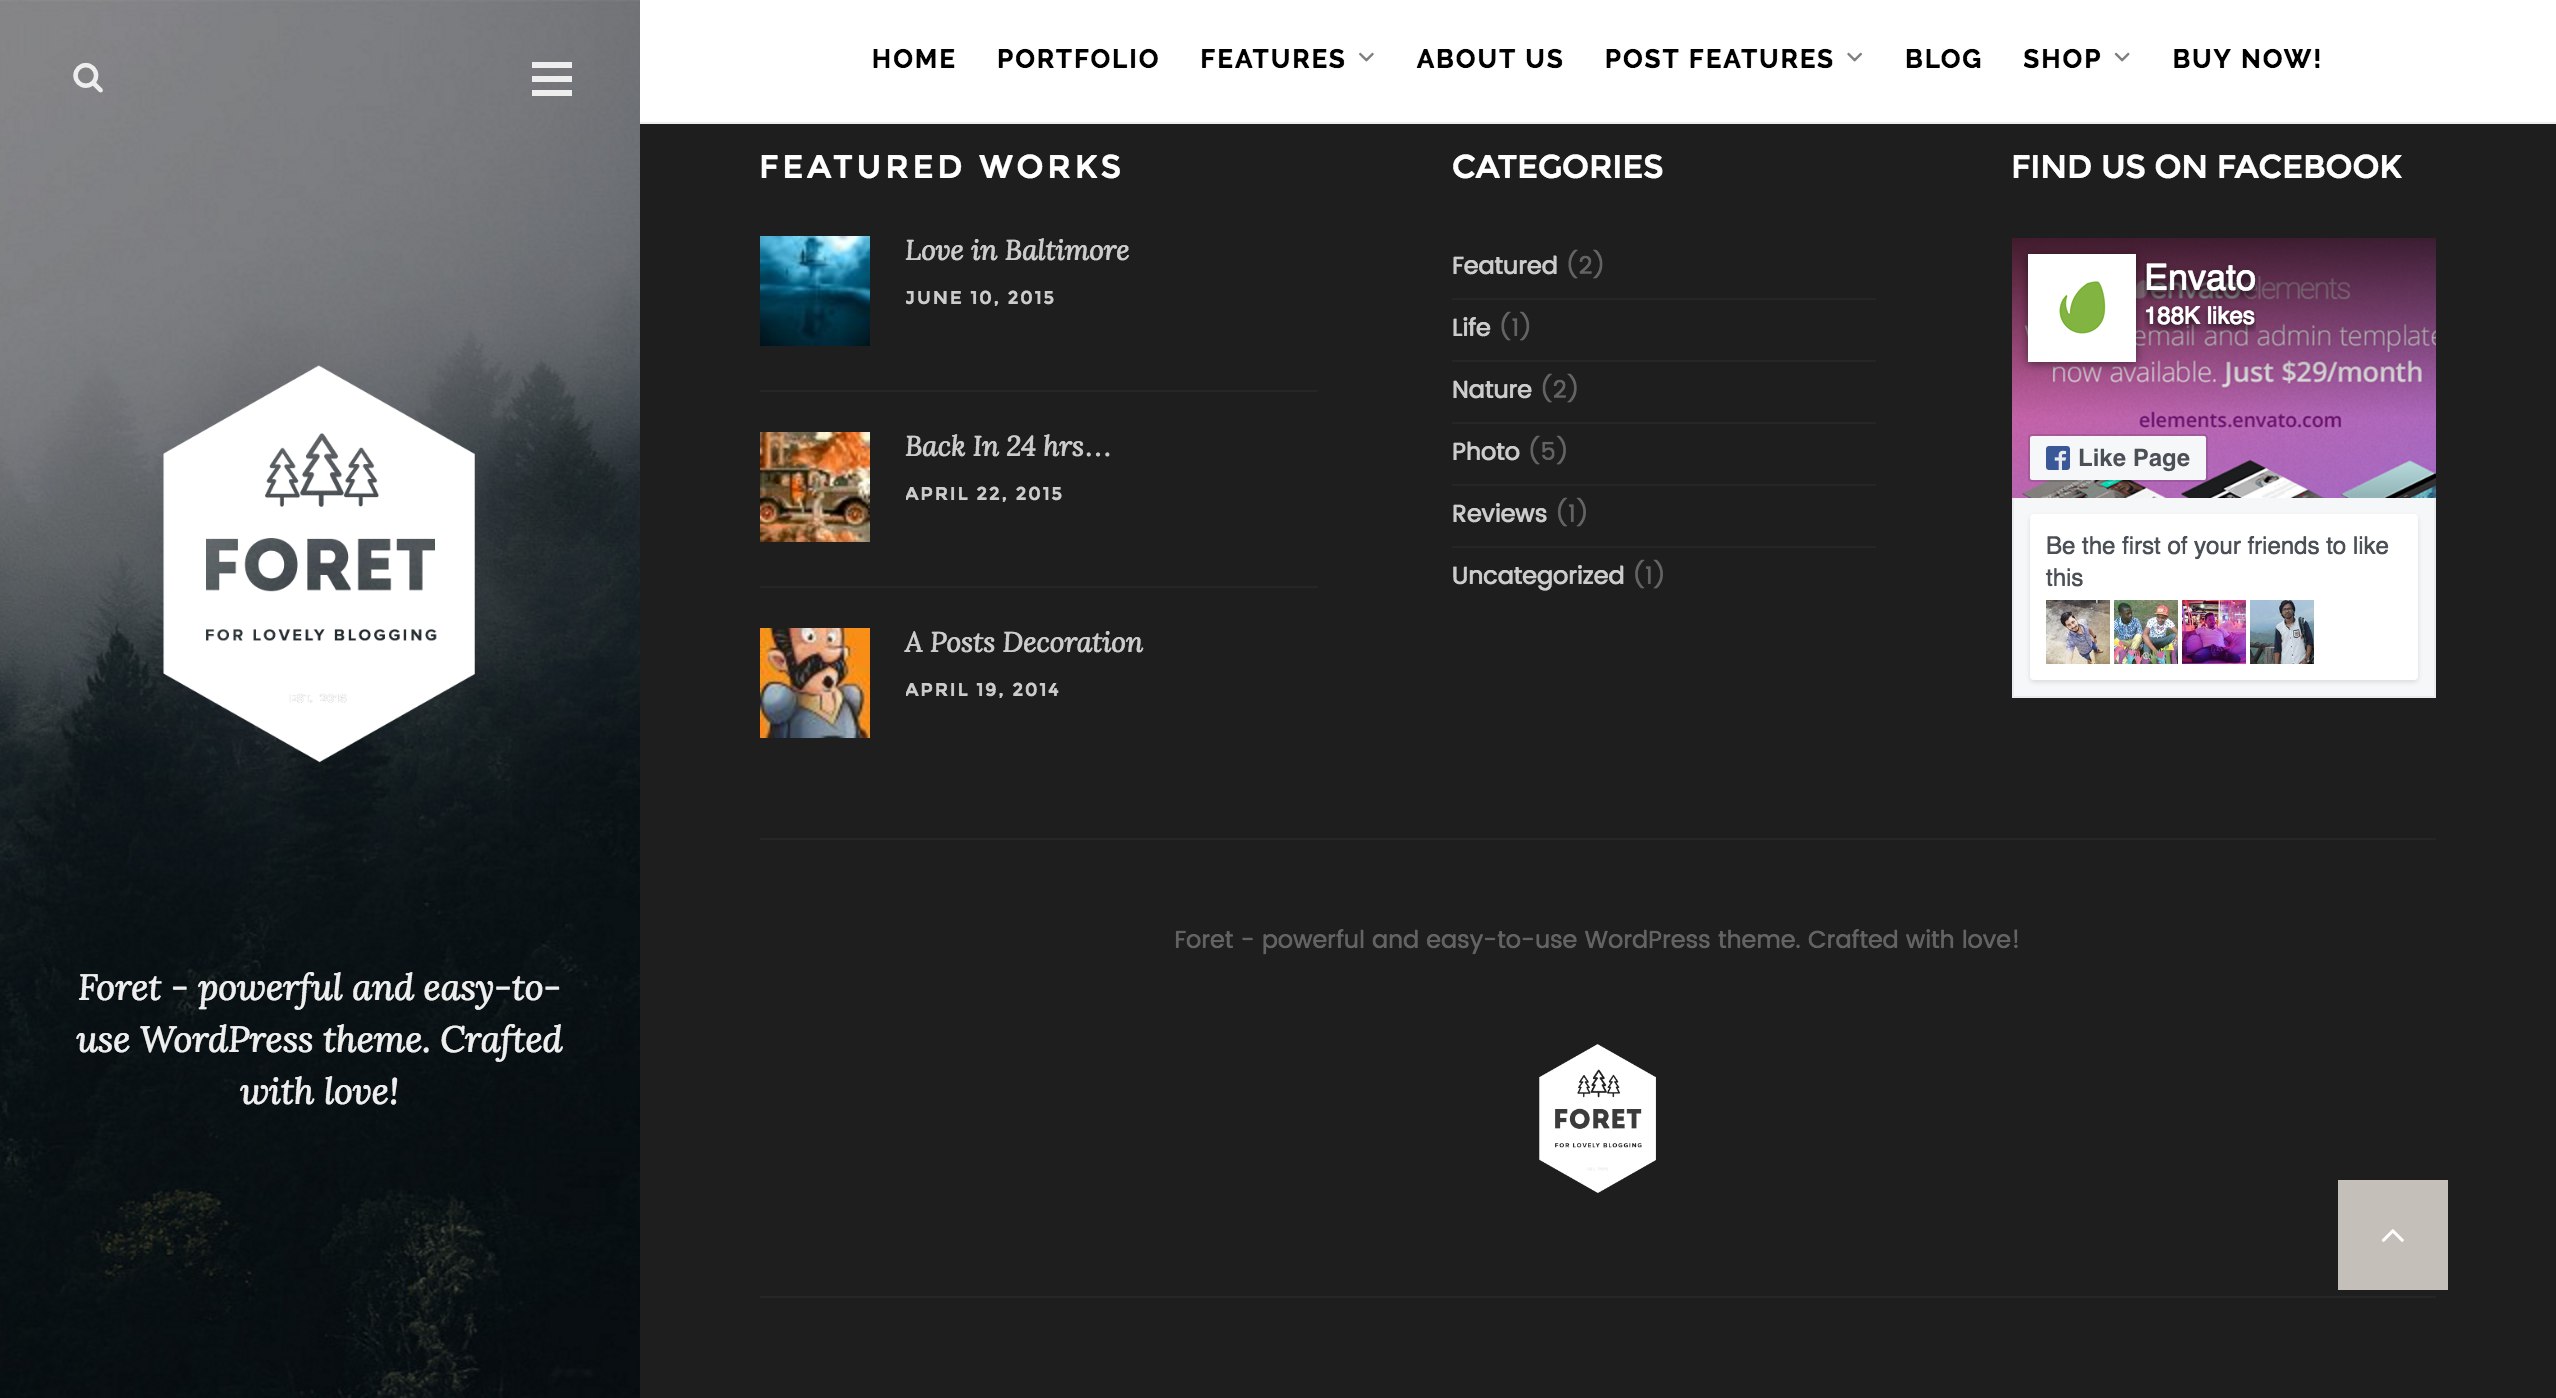 FORET
FOR LOVELY BLOGGING
Foret - powerful and easy-to-
use WordPress theme. Crafted
with love!
HOME PORTFOLIO FEATURES ABOUT US POST FEATURES BLOG SHOP BUY NOW!
FEATURED WORKS
Love in Baltimore
JUNE 10, 2015
Back In 24 hrs...
APRIL 22, 2015
A Posts Decoration
APRIL 19, 2014
CATEGORIES
Featured (2)
Life (1)
Nature (2)
Photo (5)
Reviews (1)
Uncategorized (1)
FIND US ON FACEBOOK
Envato
188K likes
envato elements
email and admin template
now available. Just $29/month
elements.envato.com
Like Page
Be the first of your friends to like
this
Foret - powerful and easy-to-use WordPress theme. Crafted with love!
FORET
FOR LOVELY BLOGGING